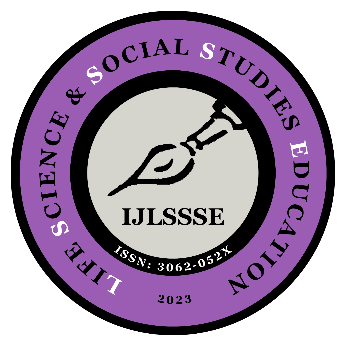 LIFE SCIENCE & SOCIAL STUDIES EDUCATION
IJLSSSE
ISSN: 3062-052X
2023